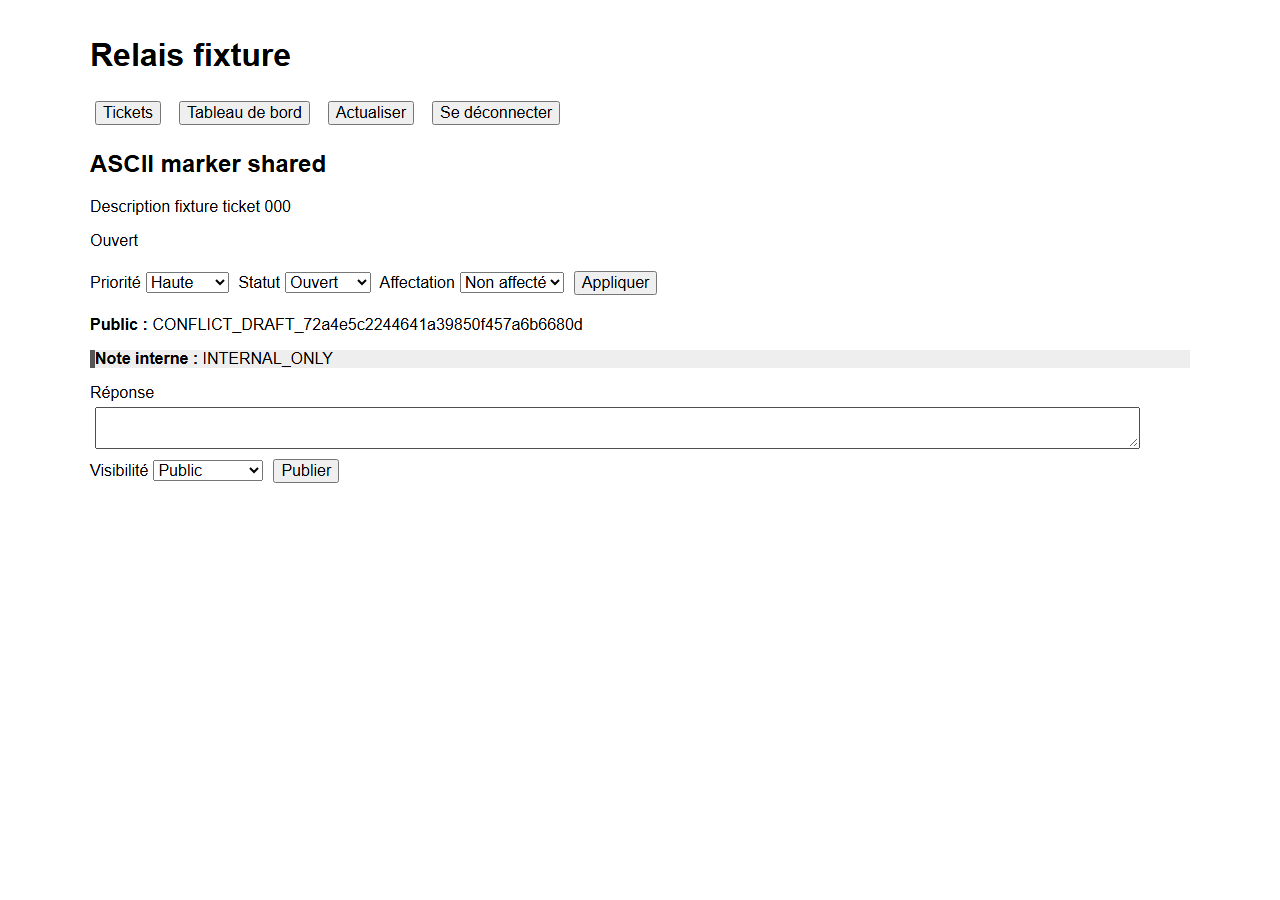 Relais fixture
Tickets Tableau de bord Actualiser Se déconnecter
ASCII marker shared
Description fixture ticket 000
Ouvert
Priorité Haute Statut Ouvert Affectation Non affecté Appliquer
Public : CONFLICT_DRAFT_72a4e5c2244641a39850f457a6b6680d
Note interne : INTERNAL_ONLY
Réponse
Visibilité Public Publier